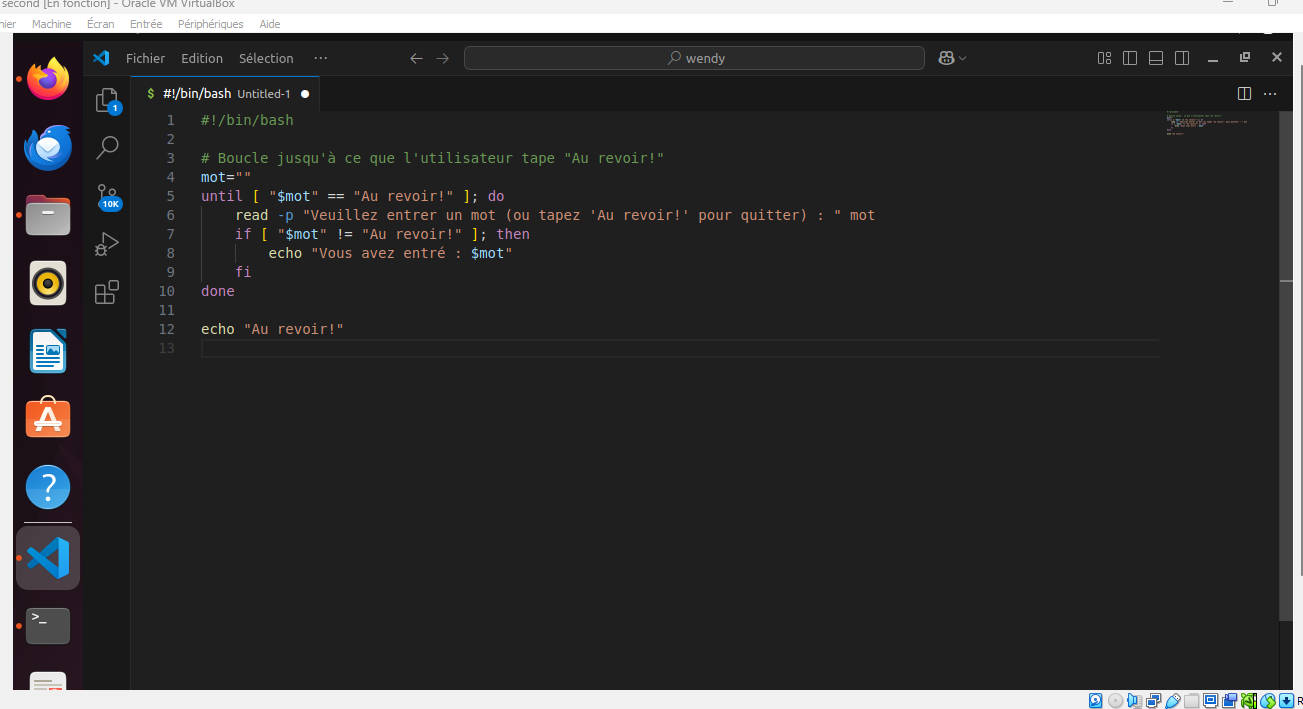 second [En fonction] - Oracle VM VirtualBox
Machine Écran Entrée Périphériques Aide
Fichier Edition Sélection ··· wendy
$ #!/bin/bash Untitled-1
1
10K
>_
1 #!/bin/bash
2
3 # Boucle jusqu'à ce que l'utilisateur tape "Au revoir!"
4 mot=""
5 until [ "$mot" == "Au revoir!" ]; do
6 read -p "Veuillez entrer un mot (ou tapez 'Au revoir!' pour quitter) : " mot
7 if [ "$mot" != "Au revoir!" ]; then
8 echo "Vous avez entré : $mot"
9 fi
10 done
11
12 echo "Au revoir!"
13